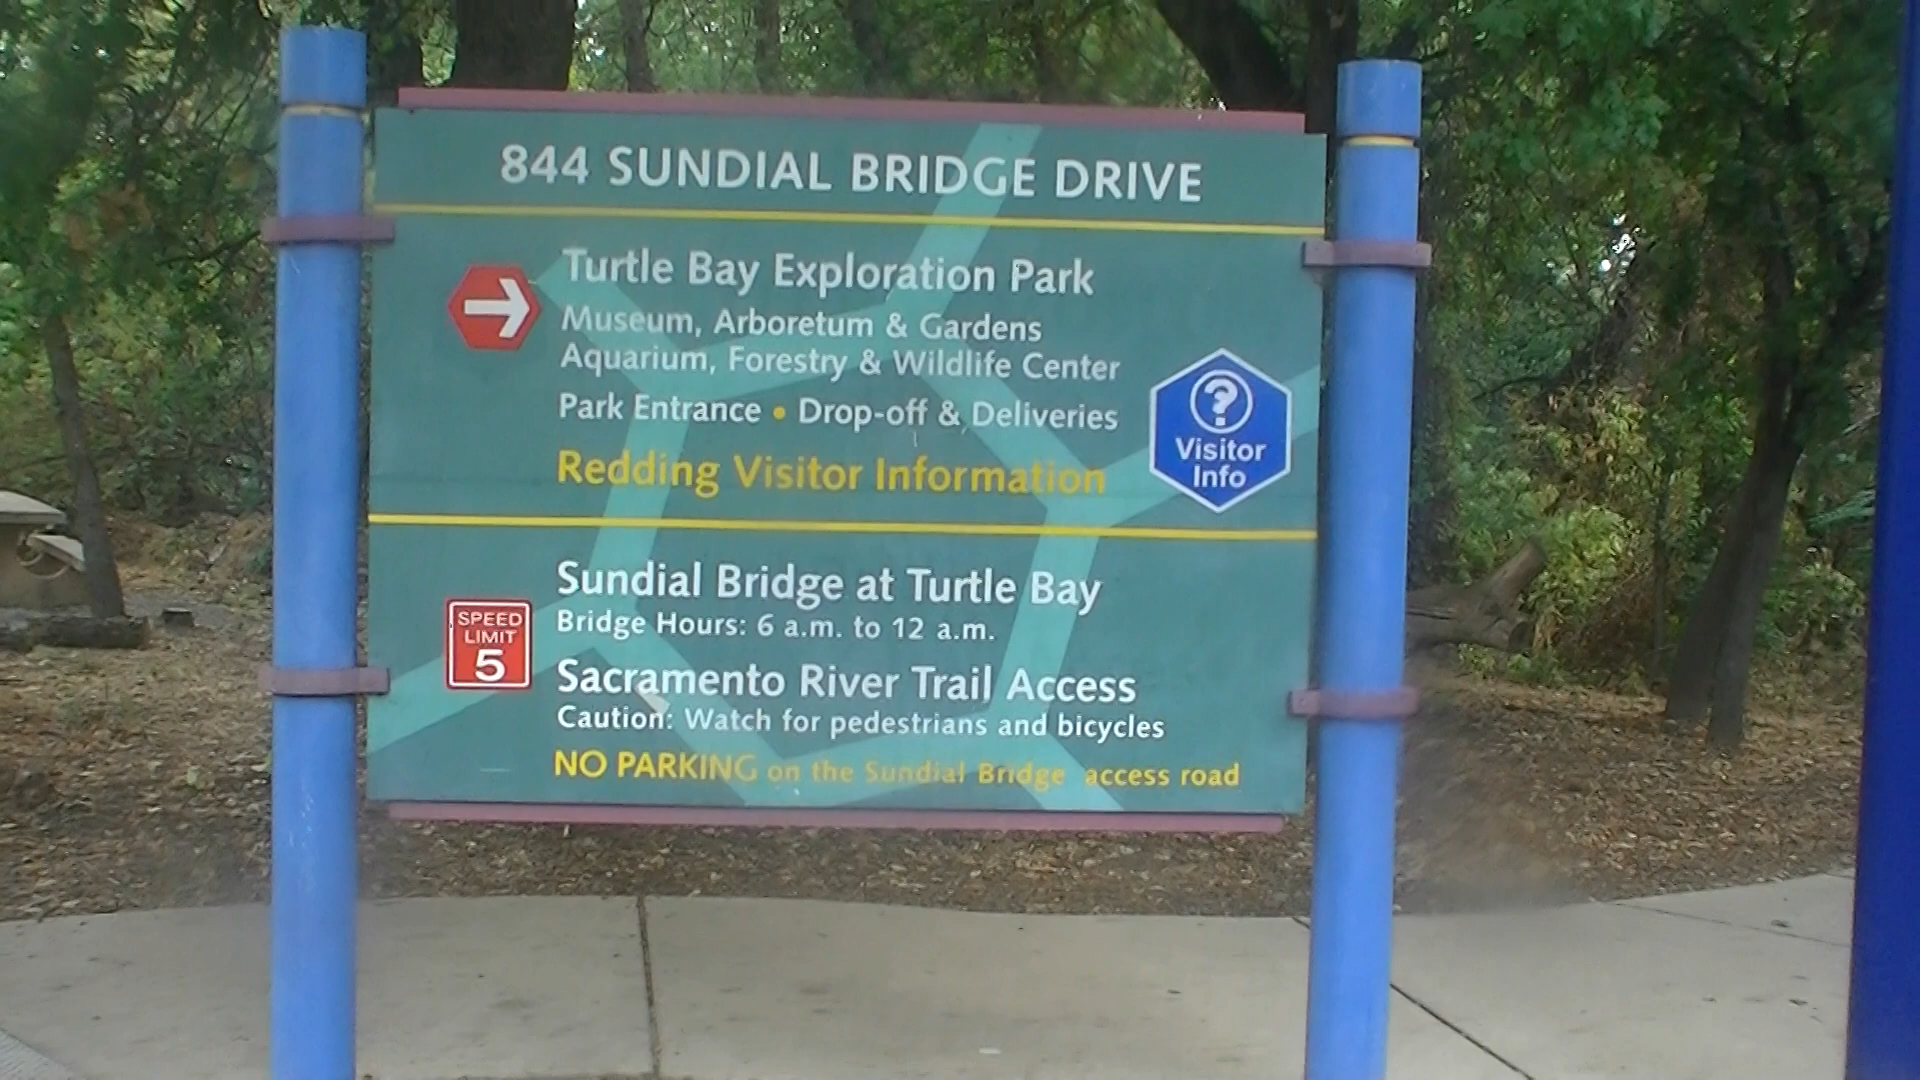 844 SUNDIAL BRIDGE DRIVE
Turtle Bay Exploration Park
Museum, Arboretum & Gardens
Aquarium, Forestry & Wildlife Center
Park Entrance • Drop-off & Deliveries
Redding Visitor Information
?
Visitor
Info
Sundial Bridge at Turtle Bay
Bridge Hours: 6 a.m. to 12 a.m.
SPEED
LIMIT
5
Sacramento River Trail Access
Caution: Watch for pedestrians and bicycles
NO PARKING on the Sundial Bridge access road